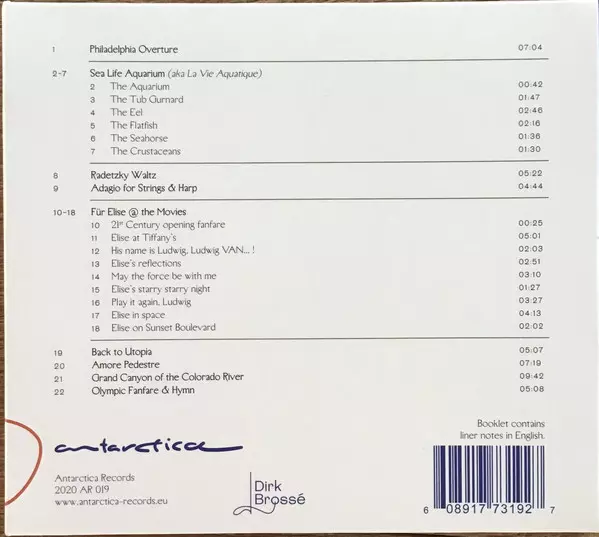 1 Philadelphia Overture 07:04
2-7 Sea Life Aquarium (aka La Vie Aquatique)
2 The Aquarium 00:42
3 The Tub Gurnard 01:47
4 The Eel 02:46
5 The Flatfish 02:16
6 The Seahorse 01:36
7 The Crustaceans 01:30
8 Radetzky Waltz 05:22
9 Adagio for Strings & Harp 04:44
10-18 Für Elise @ the Movies
10 21st Century opening fanfare 00:25
11 Elise at Tiffany's 05:01
12 His name is Ludwig, Ludwig VAN... ! 02:03
13 Elise's reflections 02:51
14 May the force be with me 03:10
15 Elise's starry starry night 01:27
16 Play it again, Ludwig 03:27
17 Elise in space 04:13
18 Elise on Sunset Boulevard 02:02
19 Back to Utopia 05:07
20 Amore Pedestre 07:19
21 Grand Canyon of the Colorado River 09:42
22 Olympic Fanfare & Hymn 05:08
Booklet contains
liner notes in English.
antarctica
Antarctica Records
2020 AR 019
www.antarctica-records.eu
Dirk
Brossé
6 08917 73192 7